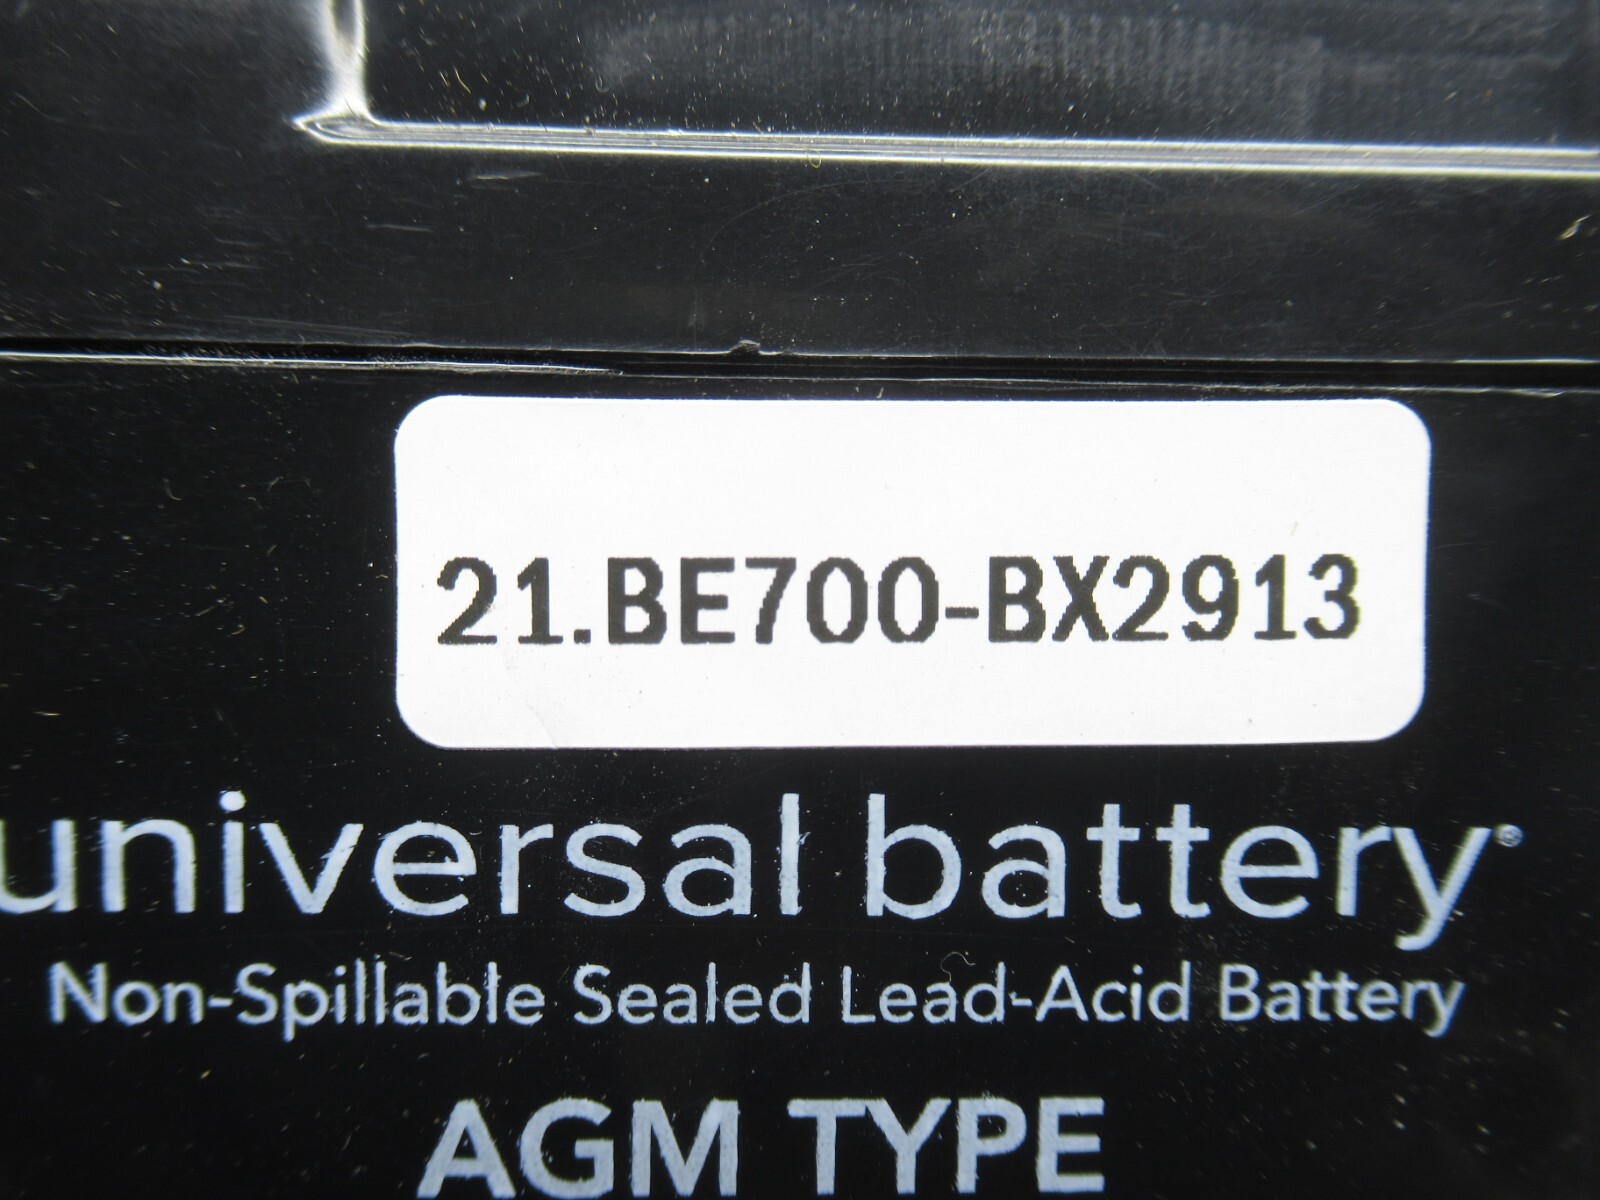 21.BE700-BX2913
universal battery®
Non-Spillable Sealed Lead-Acid Battery
AGM TYPE